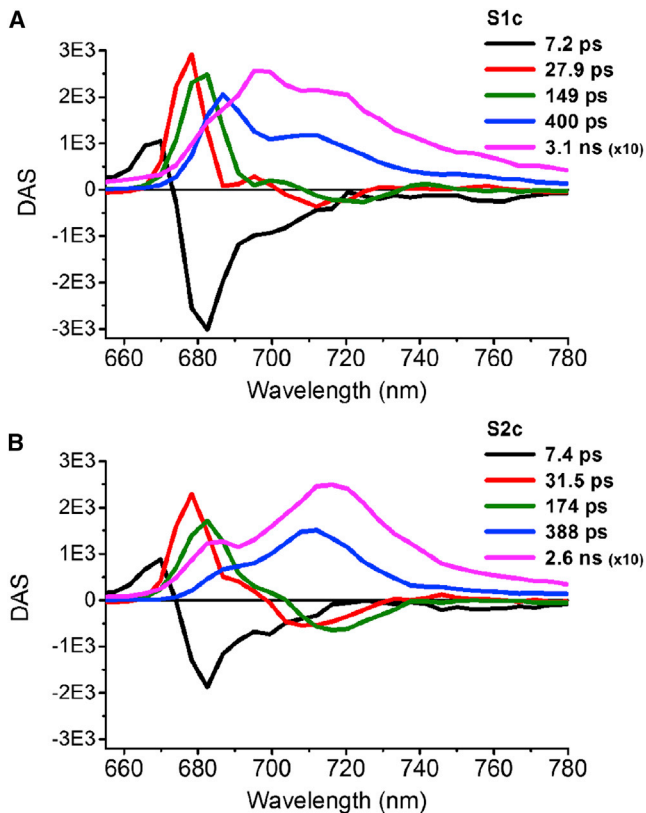 A
S1c
7.2 ps
27.9 ps
149 ps
400 ps
3.1 ns (x10)
3E3
2E3
1E3
0
-1E3
-2E3
-3E3
DAS
660 680 700 720 740 760 780
Wavelength (nm)
B
S2c
7.4 ps
31.5 ps
174 ps
388 ps
2.6 ns (x10)
3E3
2E3
1E3
0
-1E3
-2E3
-3E3
DAS
660 680 700 720 740 760 780
Wavelength (nm)